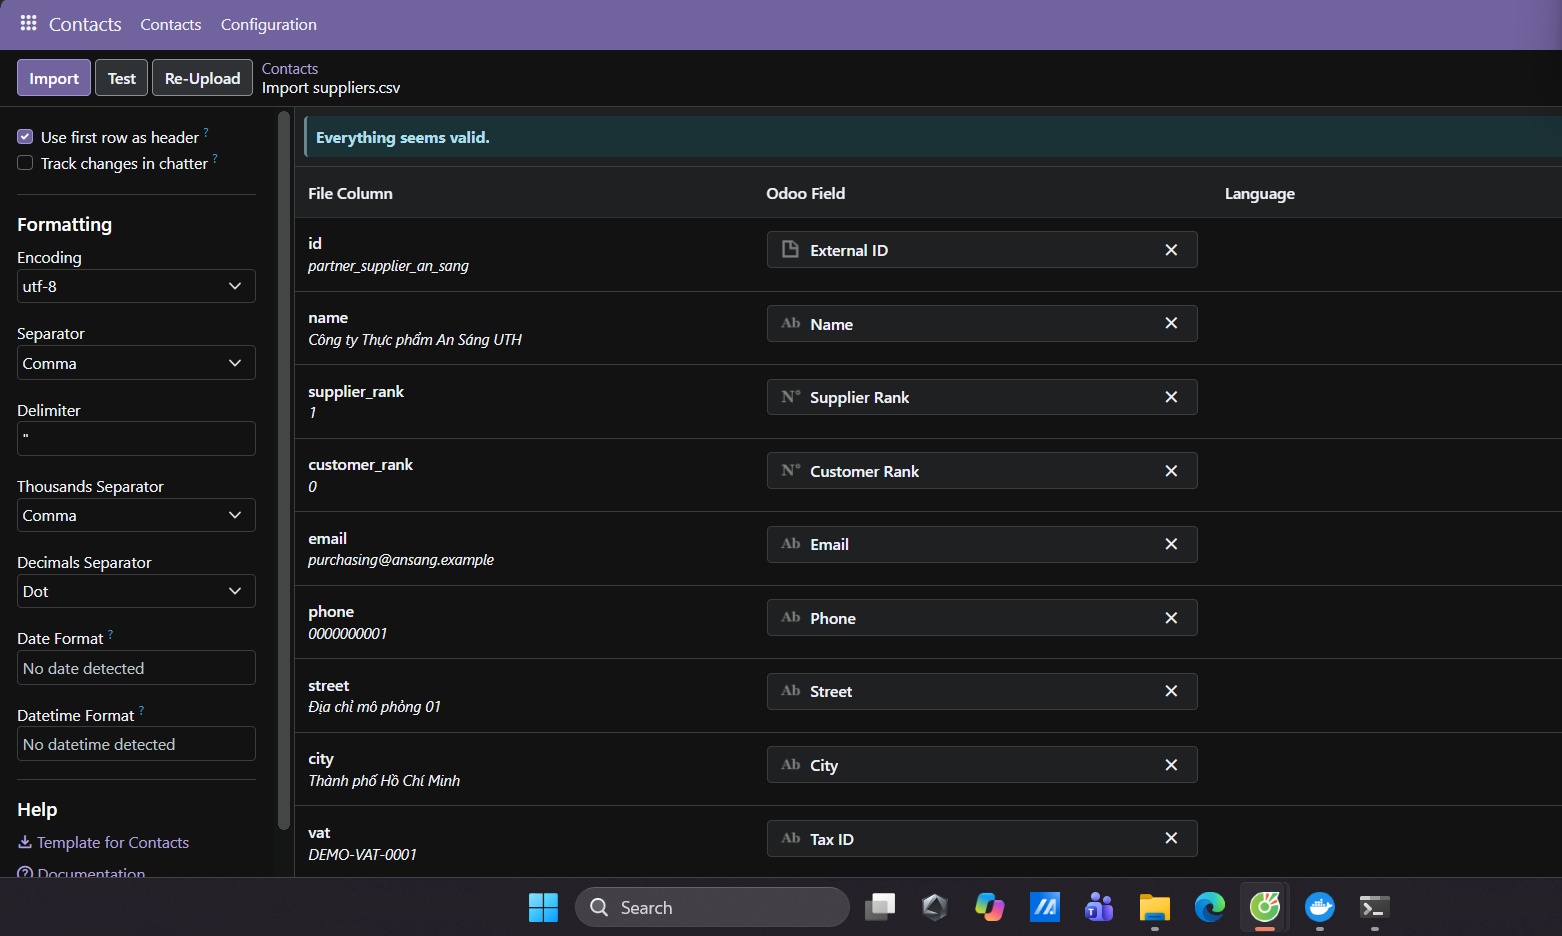 Contacts Contacts Configuration
Import Test Re-Upload
Contacts
Import suppliers.csv
Use first row as header ?
Track changes in chatter ?
Formatting
Encoding
utf-8
Separator
Comma
Delimiter
"
Thousands Separator
Comma
Decimals Separator
Dot
Date Format ?
No date detected
Datetime Format ?
No datetime detected
Help
Template for Contacts
Documentation
Everything seems valid.
File Column Odoo Field Language
id
partner_supplier_an_sang
External ID
name
Công ty Thực phẩm An Sáng UTH
Ab Name
supplier_rank
1
N° Supplier Rank
customer_rank
0
N° Customer Rank
email
purchasing@ansang.example
Ab Email
phone
0000000001
Ab Phone
street
Địa chỉ mô phỏng 01
Ab Street
city
Thành phố Hồ Chí Minh
Ab City
vat
DEMO-VAT-0001
Ab Tax ID
Search